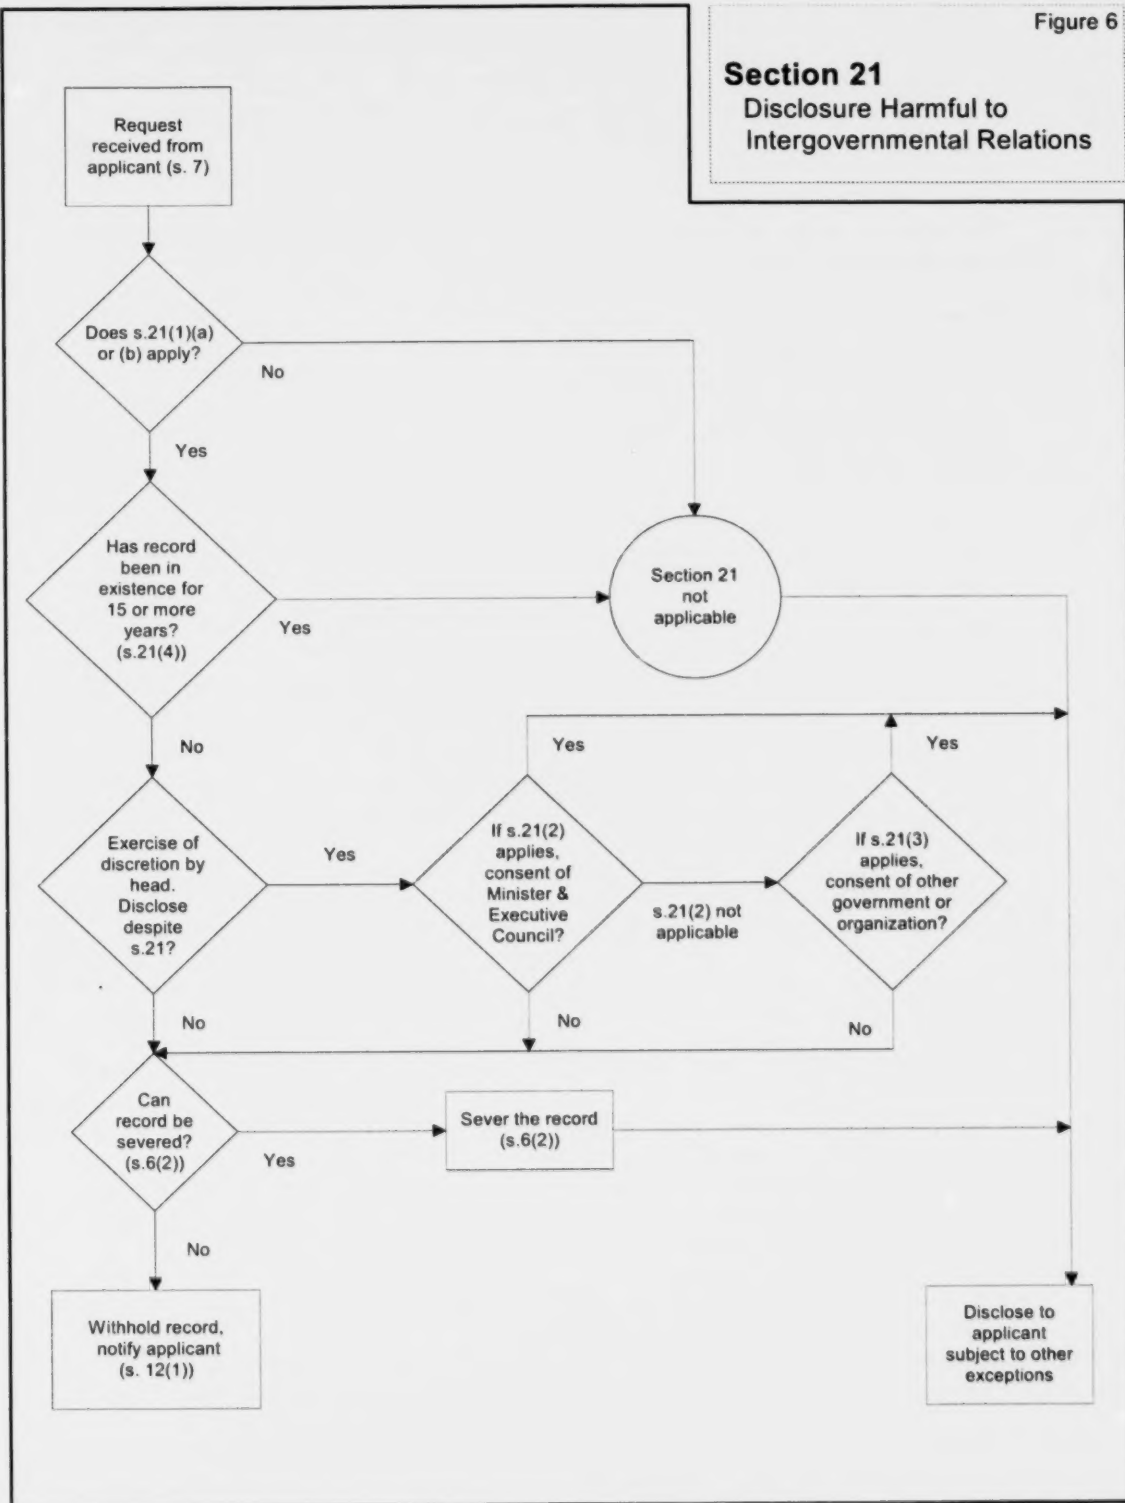 Figure 6
Section 21
Disclosure Harmful to
Intergovernmental Relations
Request
received from
applicant (s. 7)
Does s.21(1)(a)
or (b) apply?
No
Yes
Has record
been in
existence for
15 or more
years?
(s.21(4))
Yes
Section 21
not
applicable
No
Yes
Yes
Exercise of
discretion by
head.
Disclose
despite
s.21?
Yes
If s.21(2)
applies,
consent of
Minister &
Executive
Council?
s.21(2) not
applicable
If s.21(3)
applies,
consent of other
government or
organization?
No
No
No
Can
record be
severed?
(s.6(2))
Yes
Sever the record
(s.6(2))
No
Withhold record,
notify applicant
(s. 12(1))
Disclose to
applicant
subject to other
exceptions